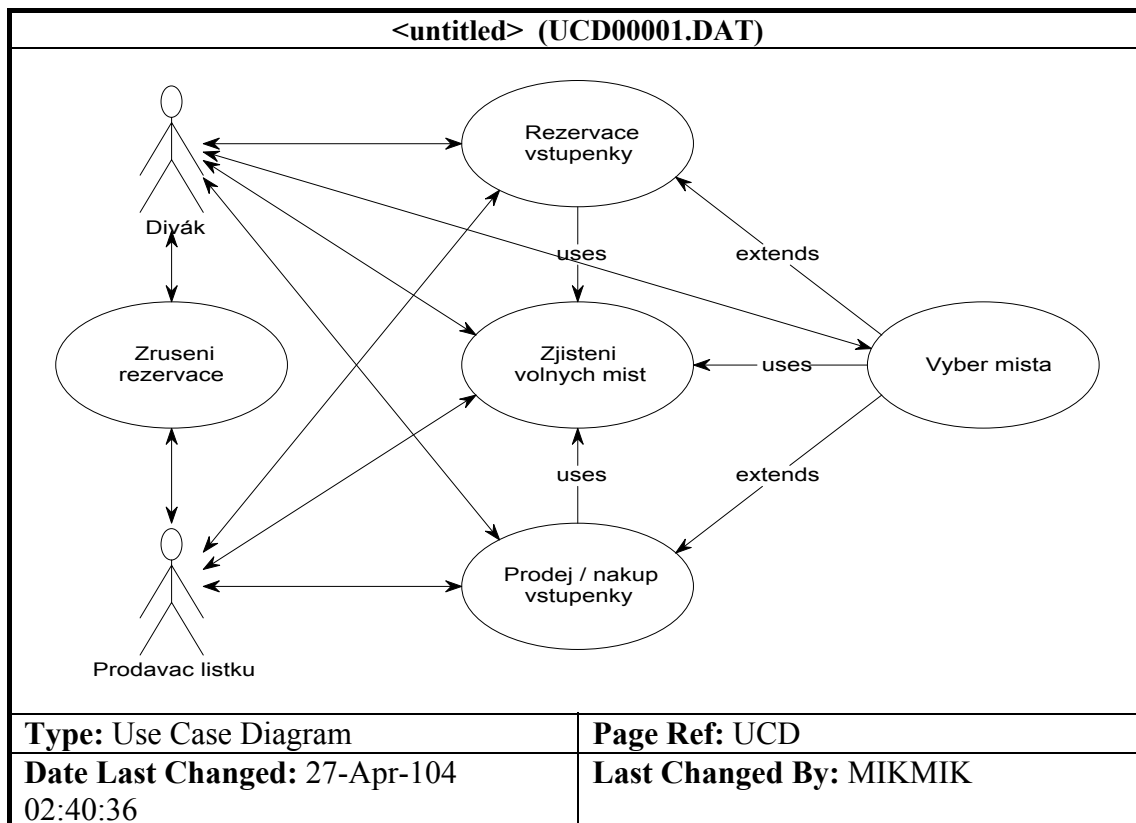 <untitled> (UCD00001.DAT)
Rezervace
vstupenky
Divák
uses
extends
Zruseni
rezervace
Zjisteni
volnych mist
uses
Vyber mista
uses
extends
Prodej / nakup
vstupenky
Prodavac listku
Type: Use Case Diagram
Page Ref: UCD
Date Last Changed: 27-Apr-104
02:40:36
Last Changed By: MIKMIK